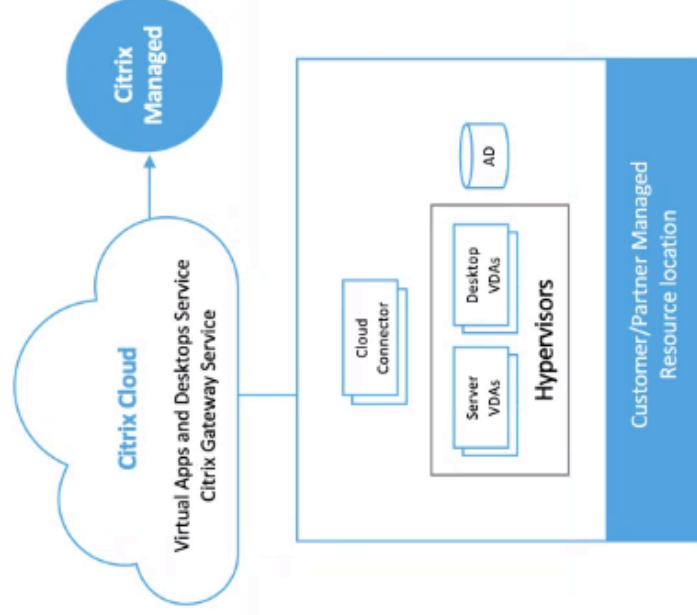 Citrix Cloud
Virtual Apps and Desktops Service
Citrix Gateway Service
Citrix
Managed
Cloud
Connector
Server
VDAs
Desktop
VDAs
Hypervisors
AD
Customer/Partner Managed
Resource location